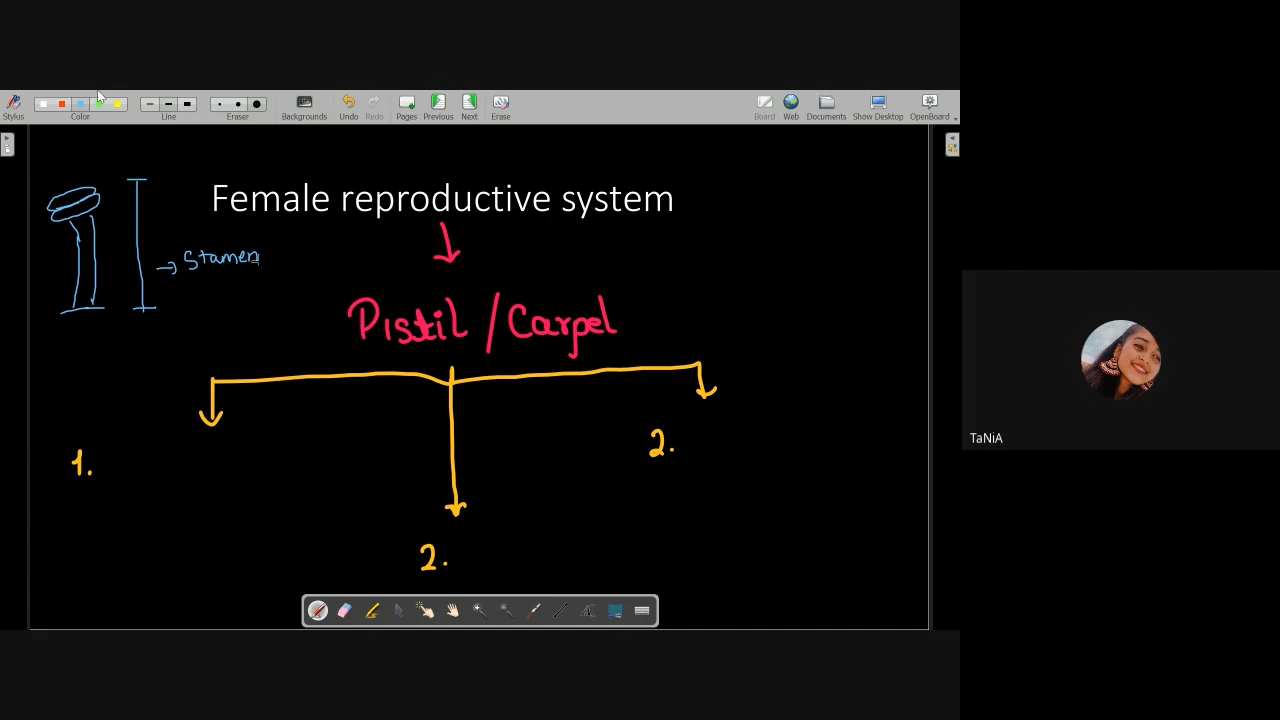 Stylus
Color
Line
Eraser
Backgrounds
Undo
Redo
Pages
Previous
Next
Erase
Board
Web
Documents
Show Desktop
OpenBoard
Female reproductive system
Stamen
Pistil / Carpel
1.
2.
2.
TaNiA